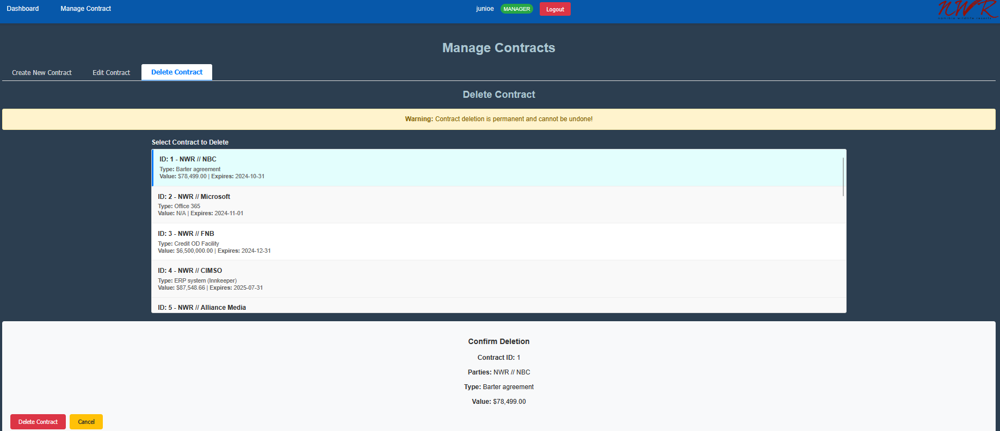 Dashboard
Manage Contract
junioe
MANAGER
Logout
NWR
namibia wildlife resorts
Manage Contracts
Create New Contract
Edit Contract
Delete Contract
Delete Contract
Warning: Contract deletion is permanent and cannot be undone!
Select Contract to Delete
ID: 1 - NWR // NBC
Type: Barter agreement
Value: $78,499.00 | Expires: 2024-10-31
ID: 2 - NWR // Microsoft
Type: Office 365
Value: N/A | Expires: 2024-11-01
ID: 3 - NWR // FNB
Type: Credit OD Facility
Value: $6,500,000.00 | Expires: 2024-12-31
ID: 4 - NWR // CIMSO
Type: ERP system (Innkeeper)
Value: $87,548.66 | Expires: 2025-07-31
ID: 5 - NWR // Alliance Media
Confirm Deletion
Contract ID: 1
Parties: NWR // NBC
Type: Barter agreement
Value: $78,499.00
Delete Contract
Cancel